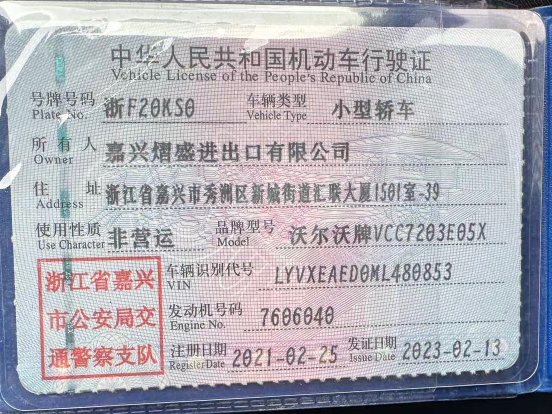 中华人民共和国机动车行驶证
Vehicle License of the People's Republic of China
号牌号码 浙F20KS0 车辆类型 小型轿车
Plate No. Vehicle Type
所有人 嘉兴熠盛进出口有限公司
Owner
住址 浙江省嘉兴市秀洲区新城街道汇联大厦1501室-39
Address
使用性质 非营运 品牌型号 沃尔沃牌VCC7203E05X
Use Character Model
浙江省嘉兴
市公安局交
通警察支队
车辆识别代号 LYVXEAED0ML480853
VIN
发动机号码 7606040
Engine No.
注册日期 2021-02-25 发证日期 2023-02-13
Register Date Issue Date